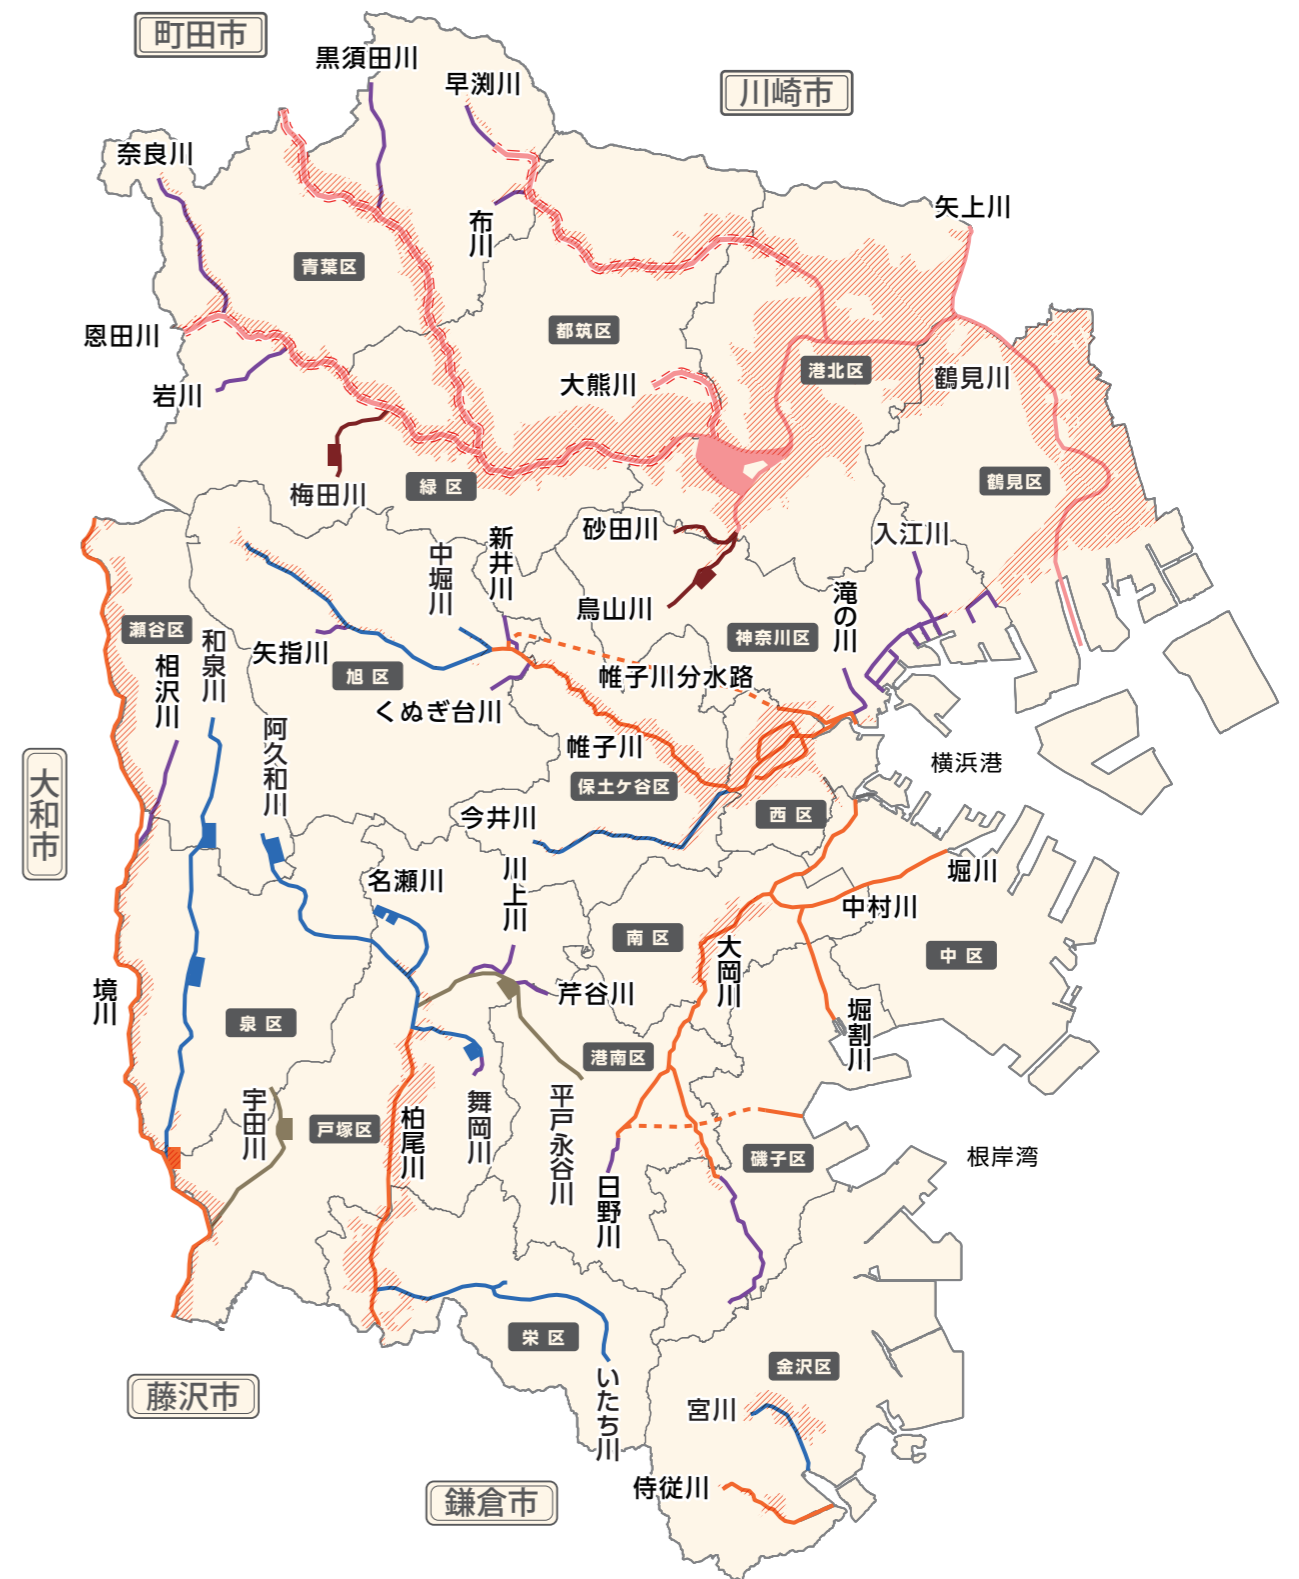 町田市
黒須田川
早渕川
川崎市
奈良川
矢上川
布川
青葉区
都筑区
恩田川
港北区
鶴見川
大熊川
岩川
鶴見区
梅田川
緑 区
砂田川
入江川
新井川
中堀川
鳥山川
滝の川
瀬谷区
和泉川
矢指川
神奈川区
相沢川
旭 区
帷子川分水路
くぬぎ台川
阿久和川
帷子川
横浜港
大和市
保土ケ谷区
西 区
今井川
川上川
名瀬川
堀川
中村川
南 区
大岡川
中 区
境川
芹谷川
堀割川
泉 区
港南区
宇田川
戸塚区
柏尾川
舞岡川
平戸永谷川
磯子区
根岸湾
日野川
栄 区
金沢区
藤沢市
いたち川
宮川
侍従川
鎌倉市